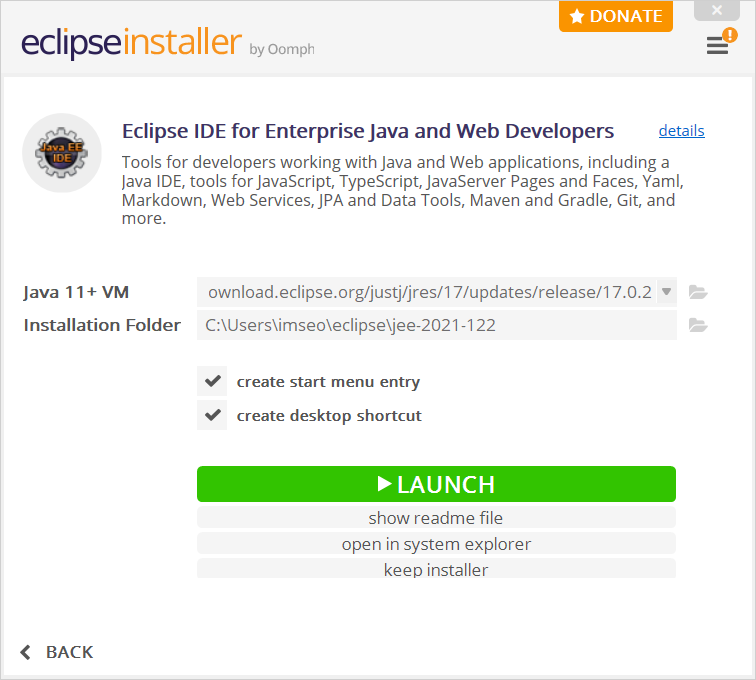 DONATE
eclipseinstaller by Oomph
!
Java EE
IDE
Eclipse IDE for Enterprise Java and Web Developers details
Tools for developers working with Java and Web applications, including a
Java IDE, tools for JavaScript, TypeScript, JavaServer Pages and Faces, Yaml,
Markdown, Web Services, JPA and Data Tools, Maven and Gradle, Git, and
more.
Java 11+ VM ownload.eclipse.org/justj/jres/17/updates/release/17.0.2
Installation Folder C:\Users\imseo\eclipse\jee-2021-122
create start menu entry
create desktop shortcut
LAUNCH
show readme file
open in system explorer
keep installer
BACK